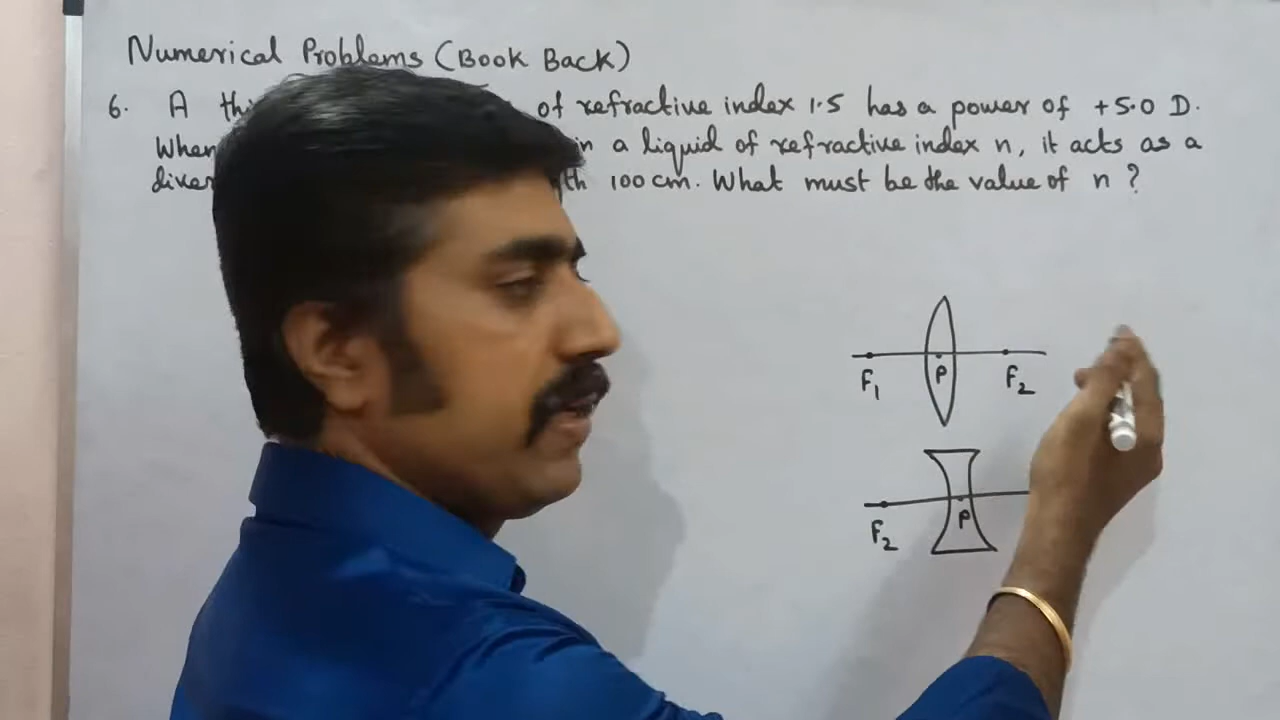 Numerical Problems (Book Back)
6. A of refractive index 1.5 has a power of +5.0 D.
When in a liquid of refractive index n, it acts as a
100 cm. What must be the value of n ?
F1 P F2
F2 P